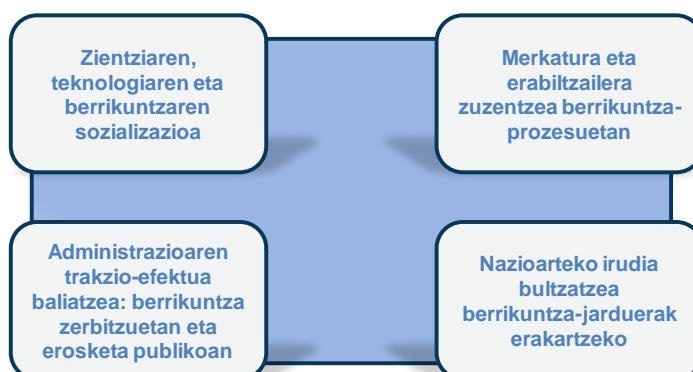 Zientziaren,
teknologiaren eta
berrikuntzaren
sozializazioa
Merkatura eta
erabiltzailera
zuzentzea berrikuntza-
prozesuetan
Administrazioaren
trakzio-efektua
baliatzea: berrikuntza
zerbitzuetan eta
erosketa publikoan
Nazioarteko irudia
bultzatzea
berrikuntza-jarduerak
erakartzeko